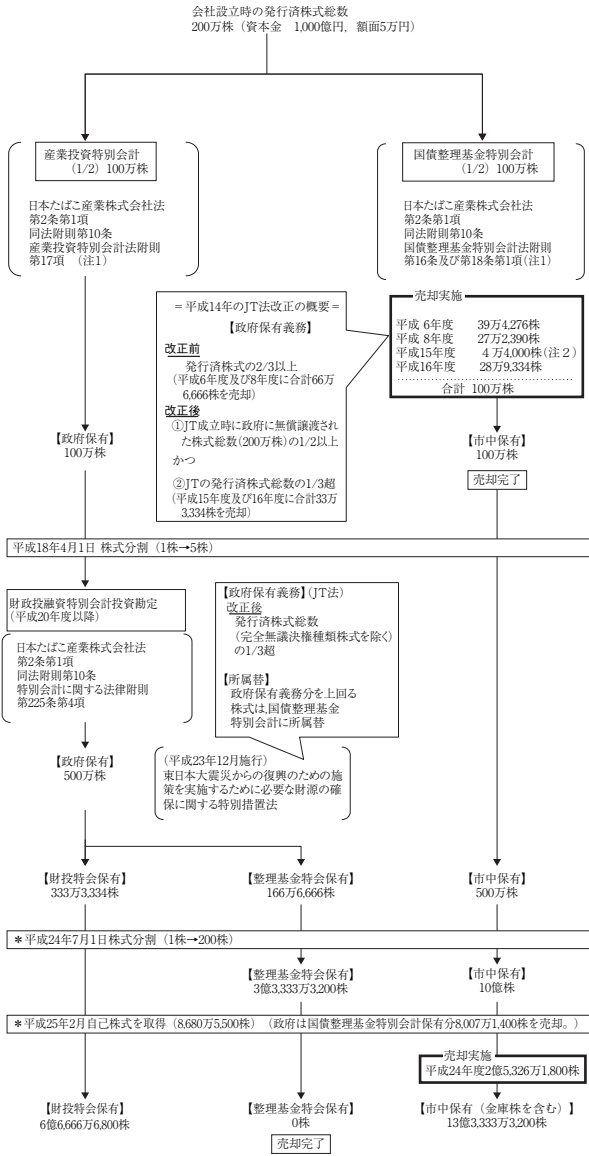 会社設立時の発行済株式総数
200万株（資本金　1,000億円，額面5万円）
産業投資特別会計
(1/2) 100万株
日本たばこ産業株式会社法
第2条第1項
同法附則第10条
産業投資特別会計法附則
第17項　(注1)
国債整理基金特別会計
(1/2) 100万株
日本たばこ産業株式会社法
第2条第1項
同法附則第10条
国債整理基金特別会計法附則
第16条及び第18条第1項(注1)
＝平成14年のJT法改正の概要＝
【政府保有義務】
改正前
発行済株式の2/3以上
(平成6年度及び8年度に合計66万
6,666株を売却)
改正後
①JT成立時に政府に無償譲渡され
た株式総数(200万株)の1/2以上
かつ
②JTの発行済株式総数の1/3超
(平成15年度及び16年度に合計33万
3,334株を売却)
売却実施
平成 6年度　39万4,276株
平成 8年度　27万2,390株
平成15年度　4万4,000株(注２)
平成16年度　28万9,334株
合計 100万株
【政府保有】
100万株
【市中保有】
100万株
売却完了
平成18年4月1日 株式分割（1株→5株）
財政投融資特別会計投資勘定
(平成20年度以降)
日本たばこ産業株式会社法
第2条第1項
同法附則第10条
特別会計に関する法律附則
第225条第4項
【政府保有義務】(JT法)
改正後
発行済株式総数
(完全無議決権種類株式を除く)
の1/3超
【所属替】
政府保有義務分を上回る
株式は,国債整理基金
特別会計に所属替
【政府保有】
500万株
(平成23年12月施行)
東日本大震災からの復興のための施
策を実施するために必要な財源の確
保に関する特別措置法
【財投特会保有】
333万3,334株
【整理基金特会保有】
166万6,666株
【市中保有】
500万株
＊平成24年7月1日株式分割（1株→200株）
【整理基金特会保有】
3億3,333万3,200株
【市中保有】
10億株
＊平成25年2月自己株式を取得（8,680万5,500株）（政府は国債整理基金特別会計保有分8,007万1,400株を売却。）
売却実施
平成24年度2億5,326万1,800株
【財投特会保有】
6億6,666万6,800株
【整理基金特会保有】
0株
売却完了
【市中保有（金庫株を含む）】
13億3,333万3,200株